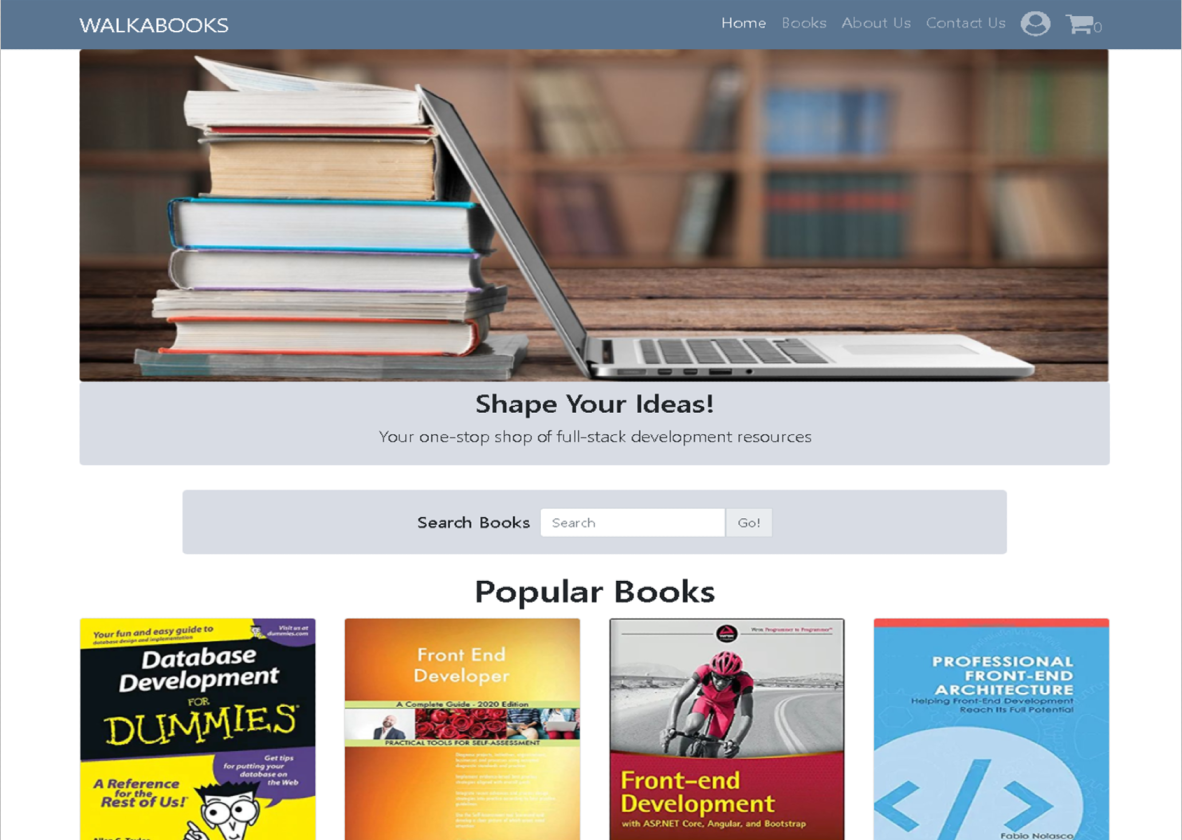 WALKABOOKS
Home Books About Us Contact Us 0
Shape Your Ideas!
Your one-stop shop of full-stack development resources
Search Books Search Go!
Popular Books
Your fun and easy guide to
database design and implementation
Visit us at
dummies.com
Database
Development
FOR
DUMMIES
Get tips
for putting your
database on
the Web
A Reference
for the
Rest of Us!
Allen G. Taylor
Front End
Developer
A Complete Guide - 2020 Edition
PRACTICAL TOOLS FOR SELF-ASSESSMENT
Programmer to Programmer™
Front-end
Development
with ASP.NET Core, Angular, and Bootstrap
PROFESSIONAL
FRONT-END
ARCHITECTURE
Helping Front-End Development
Reach Its Full Potential
Fabio Nolasco